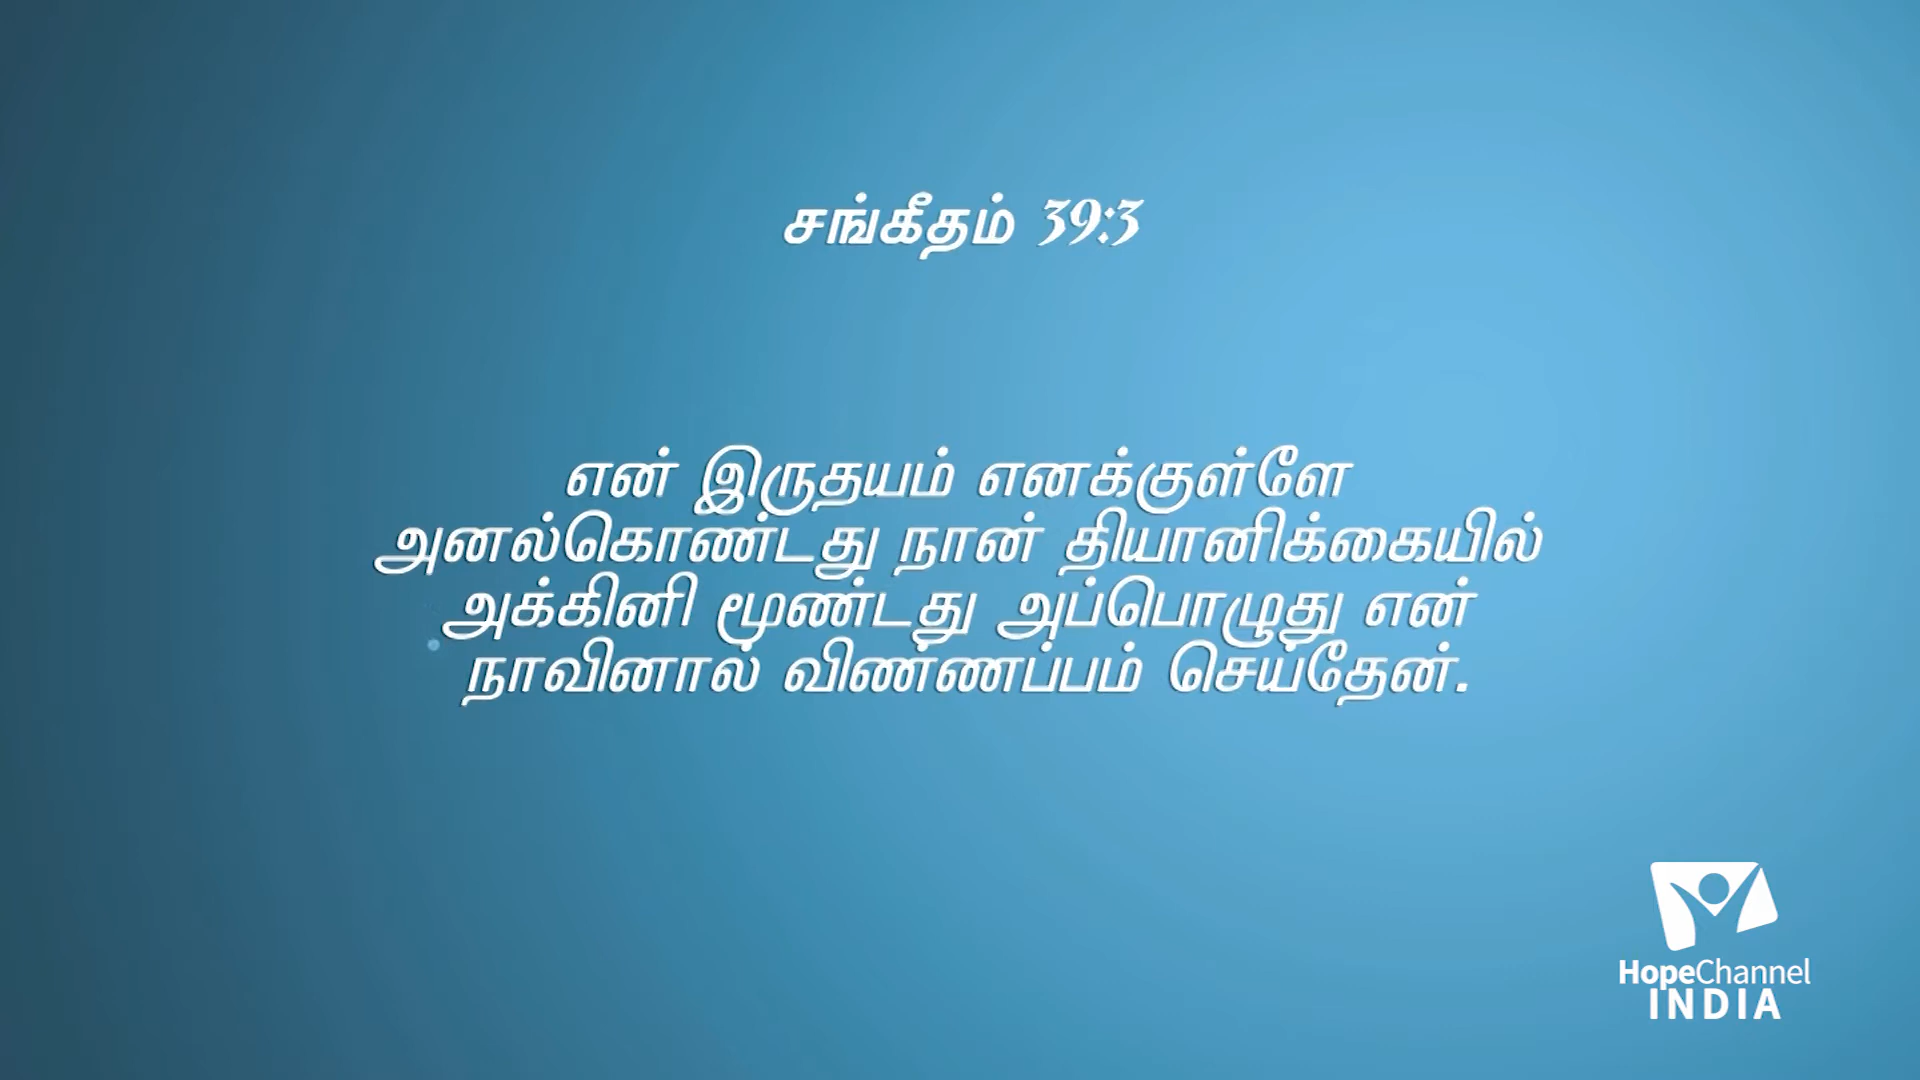 சங்கீதம் 39:3
என் இருதயம் எனக்குள்ளே
அனல்கொண்டது நான் தியானிக்கையில்
அக்கினி மூண்டது அப்பொழுது என்
நாவினால் விண்ணப்பம் செய்தேன்.
HopeChannel
INDIA